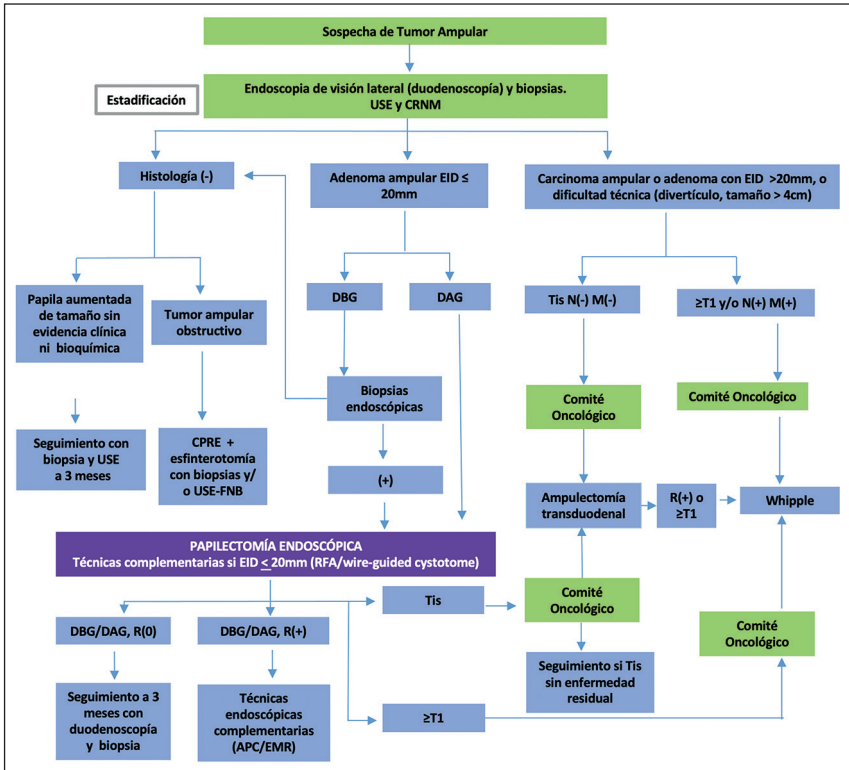 Sospecha de Tumor Ampular
Estadificación
Endoscopia de visión lateral (duodenoscopía) y biopsias.
USE y CRNM
Histología (-)
Adenoma ampular EID ≤
20mm
Carcinoma ampular o adenoma con EID >20mm, o
dificultad técnica (divertículo, tamaño > 4cm)
Papila aumentada
de tamaño sin
evidencia clínica
ni bioquímica
Tumor ampular
obstructivo
DBG
DAG
Tis N(-) M(-)
≥T1 y/o N(+) M(+)
Seguimiento con
biopsia y USE
a 3 meses
CPRE +
esfinterotomía
con biopsias y/
o USE-FNB
Biopsias
endoscópicas
(+)
Comité
Oncológico
Comité Oncológico
Ampulectomía
transduodenal
R(+) o
≥T1
Whipple
PAPILECTOMÍA ENDOSCÓPICA
Técnicas complementarias si EID ≤ 20mm (RFA/wire-guided cystotome)
DBG/DAG, R(0)
DBG/DAG, R(+)
Tis
Comité
Oncológico
Comité
Oncológico
Seguimiento a 3
meses con
duodenoscopía
y biopsia
Técnicas
endoscópicas
complementarias
(APC/EMR)
≥T1
Seguimiento si Tis
sin enfermedad
residual